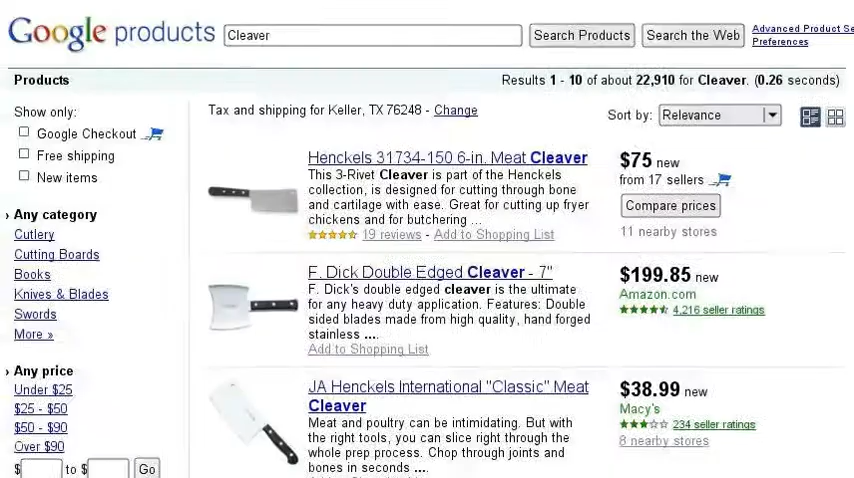 Google products
Cleaver
Search Products
Search the Web
Advanced Product Se
Preferences
Products
Results 1 - 10 of about 22,910 for Cleaver. (0.26 seconds)
Show only:
Google Checkout
Free shipping
New items
› Any category
Cutlery
Cutting Boards
Books
Knives & Blades
Swords
More »
› Any price
Under $25
$25 - $50
$50 - $90
Over $90
$ to $ Go
Tax and shipping for Keller, TX 76248 - Change
Sort by: Relevance
Henckels 31734-150 6-in. Meat Cleaver
This 3-Rivet Cleaver is part of the Henckels
collection, is designed for cutting through bone
and cartilage with ease. Great for cutting up fryer
chickens and for butchering ...
19 reviews - Add to Shopping List
$75 new
from 17 sellers
Compare prices
11 nearby stores
F. Dick Double Edged Cleaver - 7"
F. Dick's double edged cleaver is the ultimate
for any heavy duty application. Features: Double
sided blades made from high quality, hand forged
stainless ....
Add to Shopping List
$199.85 new
Amazon.com
4,216 seller ratings
JA Henckels International "Classic" Meat
Cleaver
Meat and poultry can be intimidating. But with
the right tools, you can slice right through the
whole prep process. Chop through joints and
bones in seconds ....
$38.99 new
Macy's
234 seller ratings
8 nearby stores